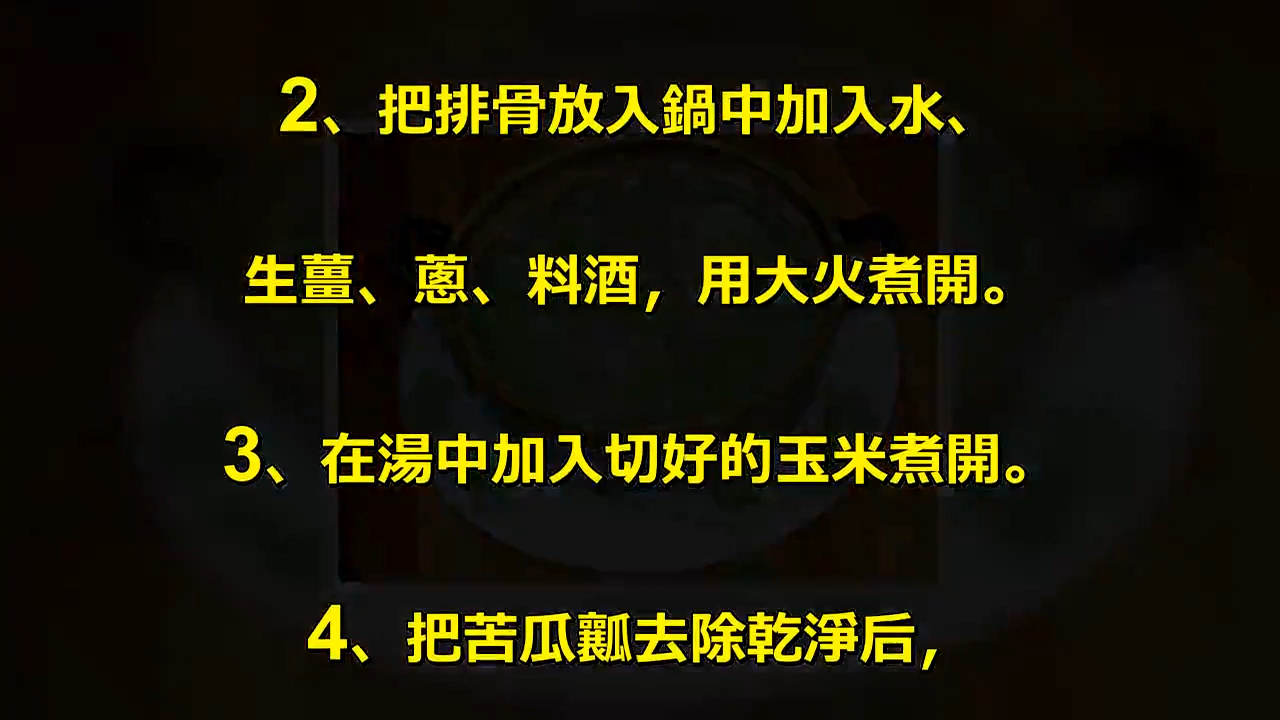 2、把排骨放入鍋中加入水、
生薑、蔥、料酒，用大火煮開。
3、在湯中加入切好的玉米煮開。
4、把苦瓜瓤去除乾淨后，